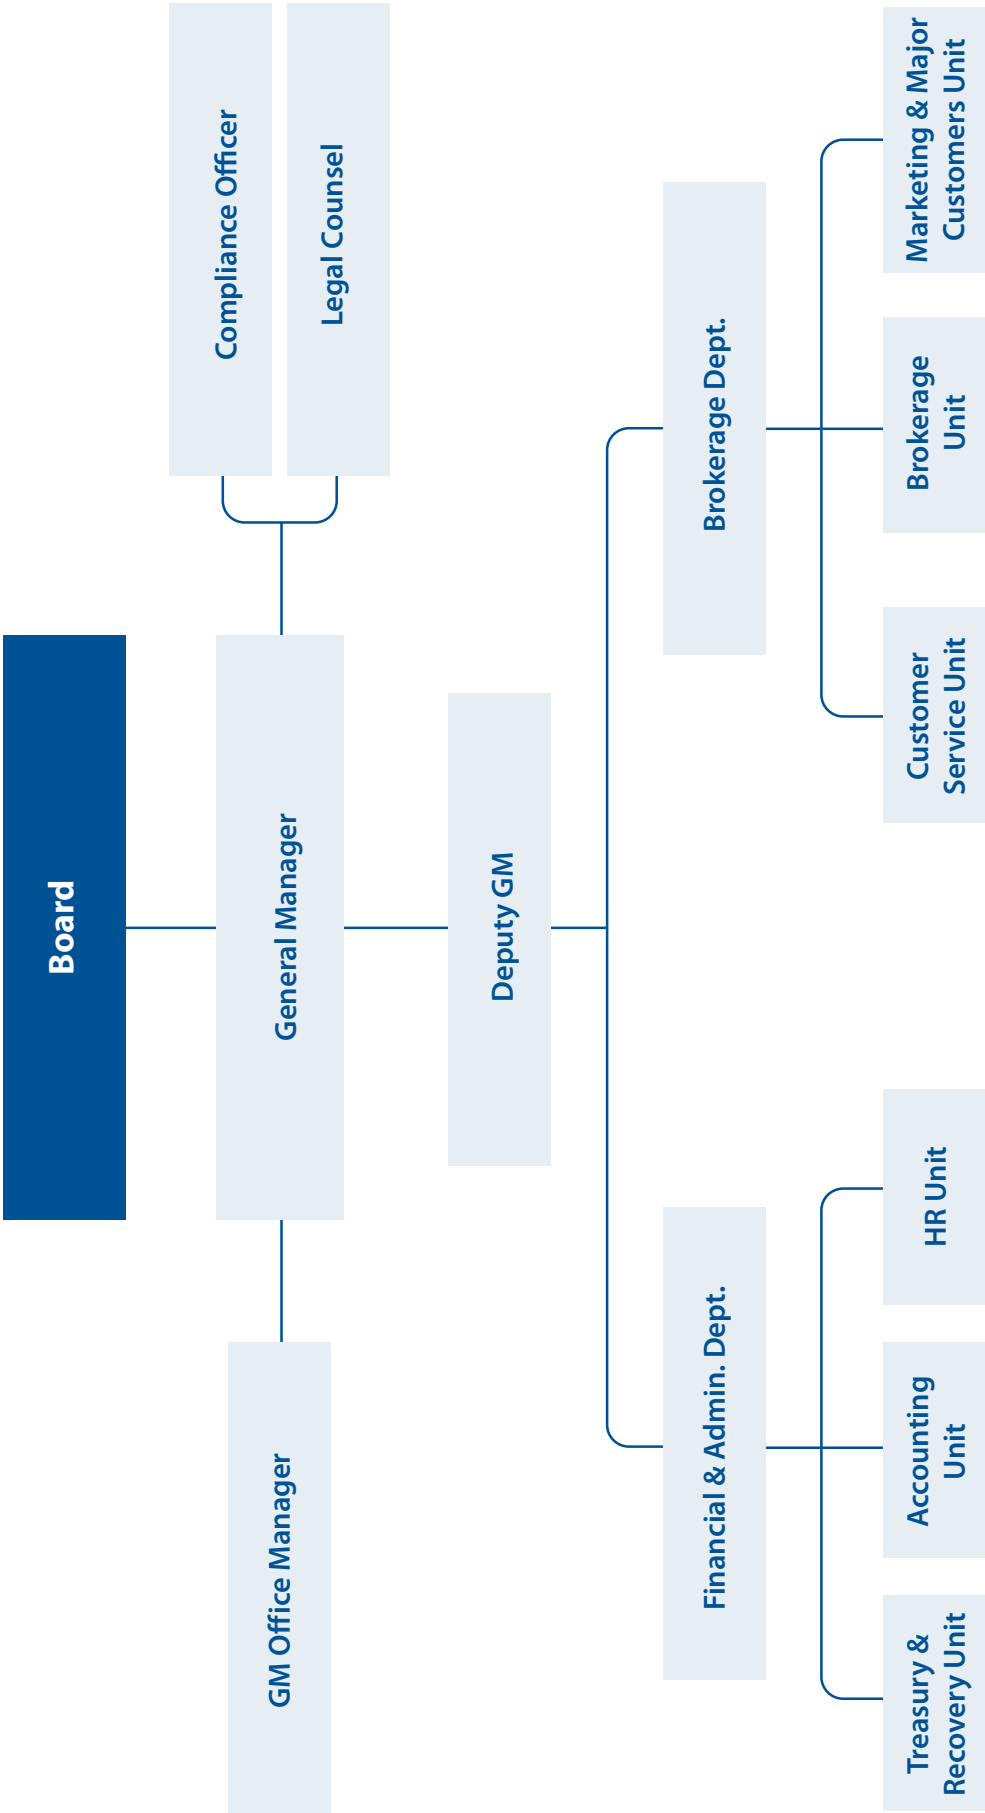 Board
Compliance Officer
Legal Counsel
General Manager
GM Office Manager
Deputy GM
Financial & Admin. Dept.
Brokerage Dept.
Treasury &
Recovery Unit
Accounting
Unit
HR Unit
Customer
Service Unit
Brokerage
Unit
Marketing & Major
Customers Unit